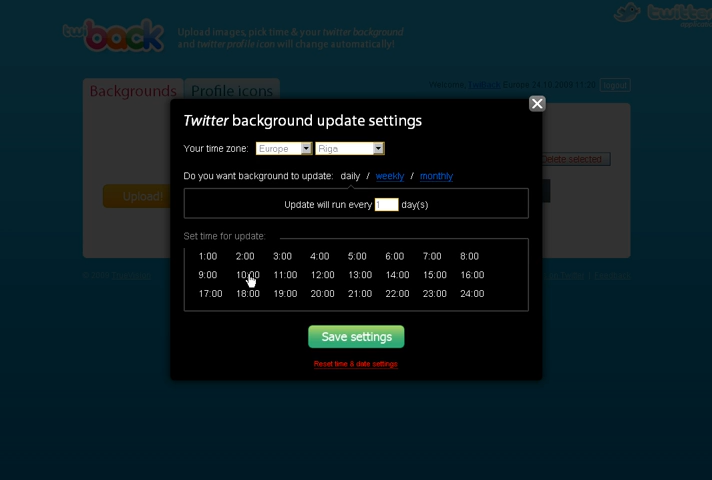 twi back
Upload images, pick time & your twitter background
and twitter profile icon will change automatically!
twitter
Backgrounds
Profile icons
logout
Delete selected
Upload!
Twitter background update settings
Your time zone: Europe Riga
Do you want background to update: daily / weekly / monthly
Update will run every 1 day(s)
Set time for update:
1:00 2:00 3:00 4:00 5:00 6:00 7:00 8:00
9:00 10:00 11:00 12:00 13:00 14:00 15:00 16:00
17:00 18:00 19:00 20:00 21:00 22:00 23:00 24:00
Save settings
Reset time & date settings